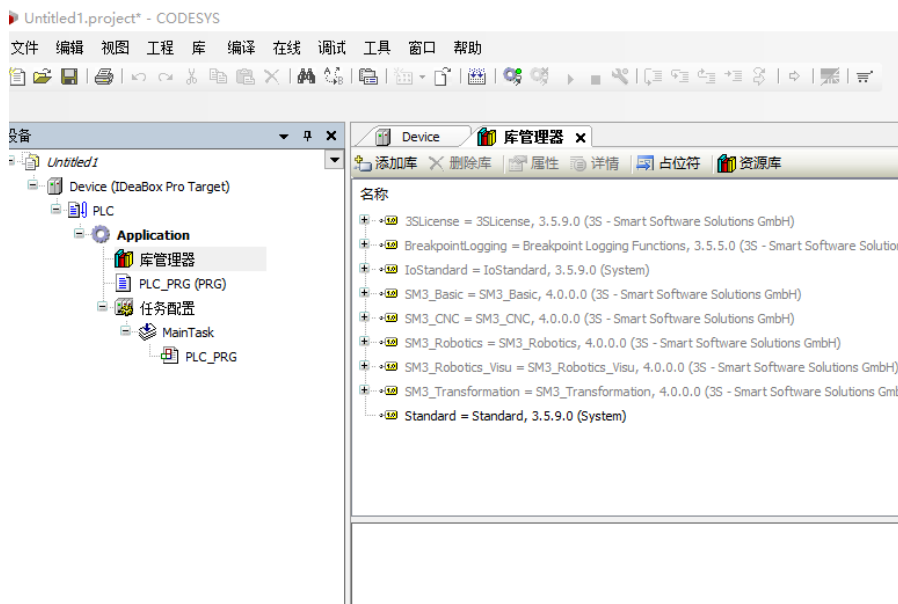 Untitled1.project* - CODESYS
文件 编辑 视图 工程 库 编译 在线 调试 工具 窗口 帮助
设备
Device
库管理器
Untitled1
添加库 删除库 属性 详情 占位符 资源库
Device (IDeaBox Pro Target)
PLC
Application
库管理器
PLC_PRG (PRG)
任务配置
MainTask
PLC_PRG
名称
3SLicense = 3SLicense, 3.5.9.0 (3S - Smart Software Solutions GmbH)
BreakpointLogging = Breakpoint Logging Functions, 3.5.5.0 (3S - Smart Software Solutio
IoStandard = IoStandard, 3.5.9.0 (System)
SM3_Basic = SM3_Basic, 4.0.0.0 (3S - Smart Software Solutions GmbH)
SM3_CNC = SM3_CNC, 4.0.0.0 (3S - Smart Software Solutions GmbH)
SM3_Robotics = SM3_Robotics, 4.0.0.0 (3S - Smart Software Solutions GmbH)
SM3_Robotics_Visu = SM3_Robotics_Visu, 4.0.0.0 (3S - Smart Software Solutions GmbH)
SM3_Transformation = SM3_Transformation, 4.0.0.0 (3S - Smart Software Solutions Gml
Standard = Standard, 3.5.9.0 (System)